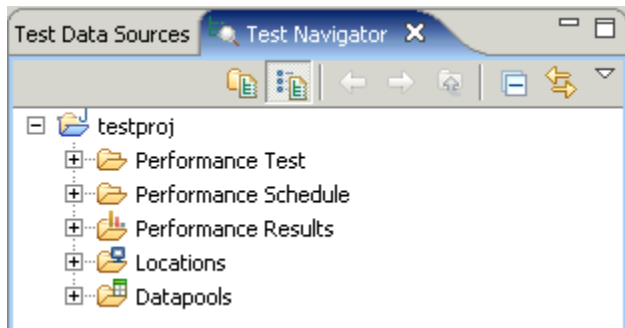 Test Data Sources Test Navigator
testproj
Performance Test
Performance Schedule
Performance Results
Locations
Datapools